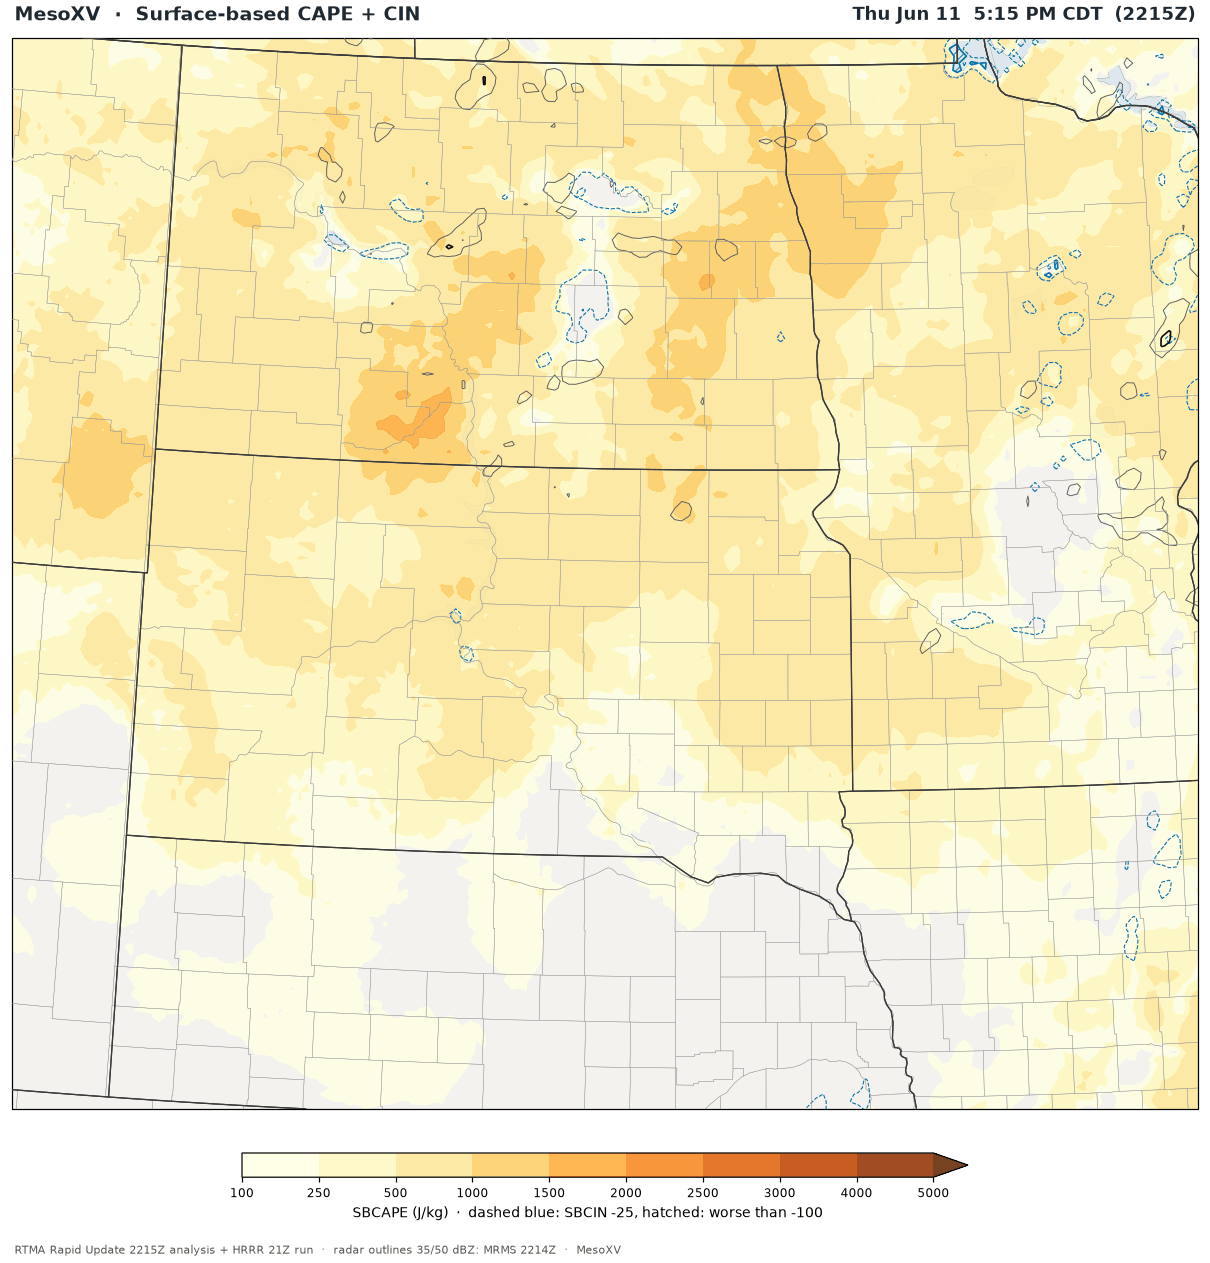 MesoXV · Surface-based CAPE + CIN
Thu Jun 11 5:15 PM CDT (2215Z)
100 250 500 1000 1500 2000 2500 3000 4000 5000
SBCAPE (J/kg) · dashed blue: SBCIN -25, hatched: worse than -100
RTMA Rapid Update 2215Z analysis + HRRR 21Z run · radar outlines 35/50 dBZ: MRMS 2214Z · MesoXV